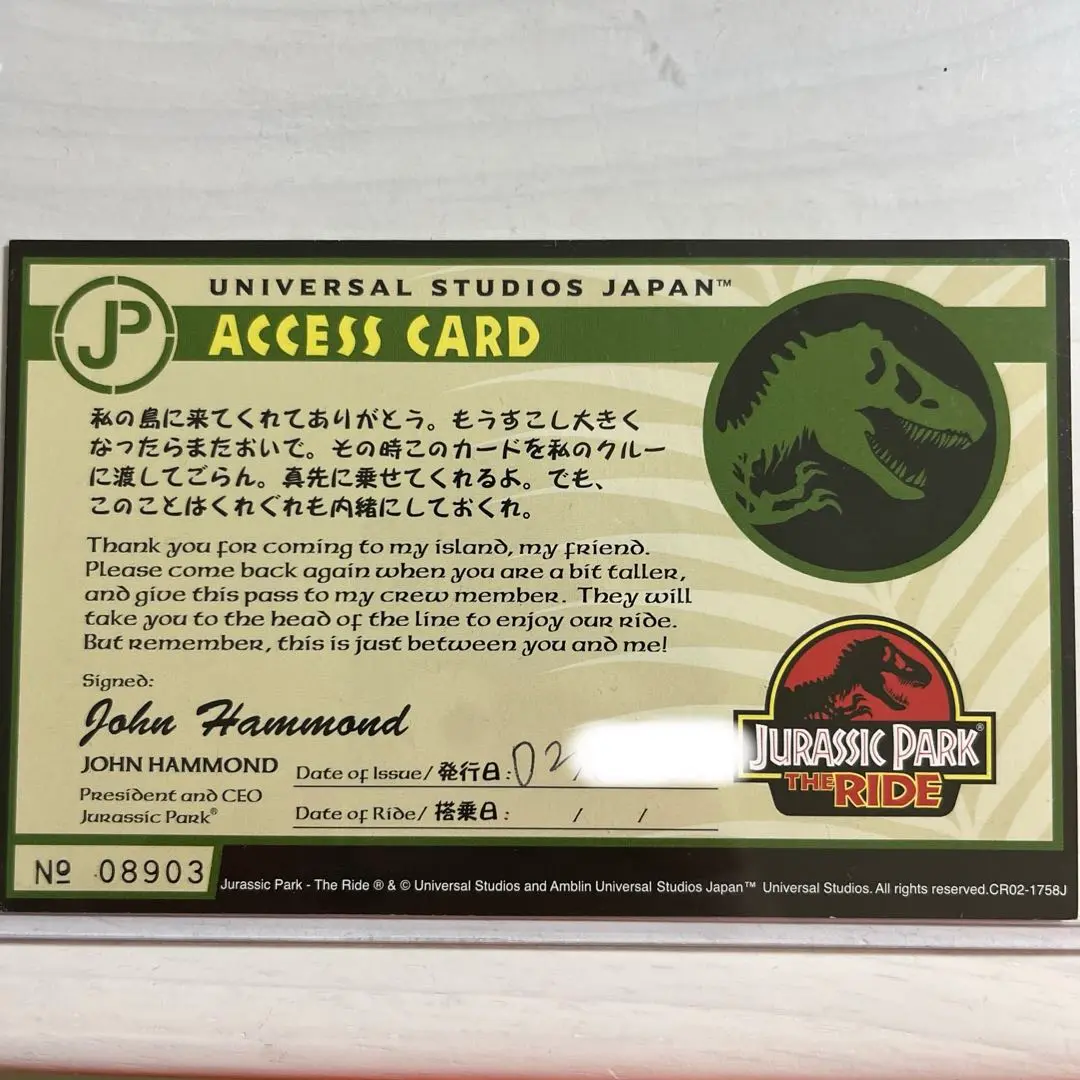 UNIVERSAL STUDIOS JAPAN™
JP
ACCESS CARD
私の島に来てくれてありがとう。もうすこし大きく
なったらまたおいで。その時このカードを私のクルー
に渡してごらん。真先に乗せてくれるよ。でも、
このことはくれぐれも内緒にしておくれ。
Thank you for coming to my island, my friend.
Please come back again when you are a bit taller,
and give this pass to my crew member. They will
take you to the head of the line to enjoy our ride.
But remember, this is just between you and me!
Signed:
John Hammond
JOHN HAMMOND
President and CEO
Jurassic Park®
Date of Issue/発行日:02/
Date of Ride/搭乗日: / /
JURASSIC PARK®
THE RIDE
Nº 08903
Jurassic Park - The Ride ® & © Universal Studios and Amblin Universal Studios Japan™ Universal Studios. All rights reserved.CR02-1758J